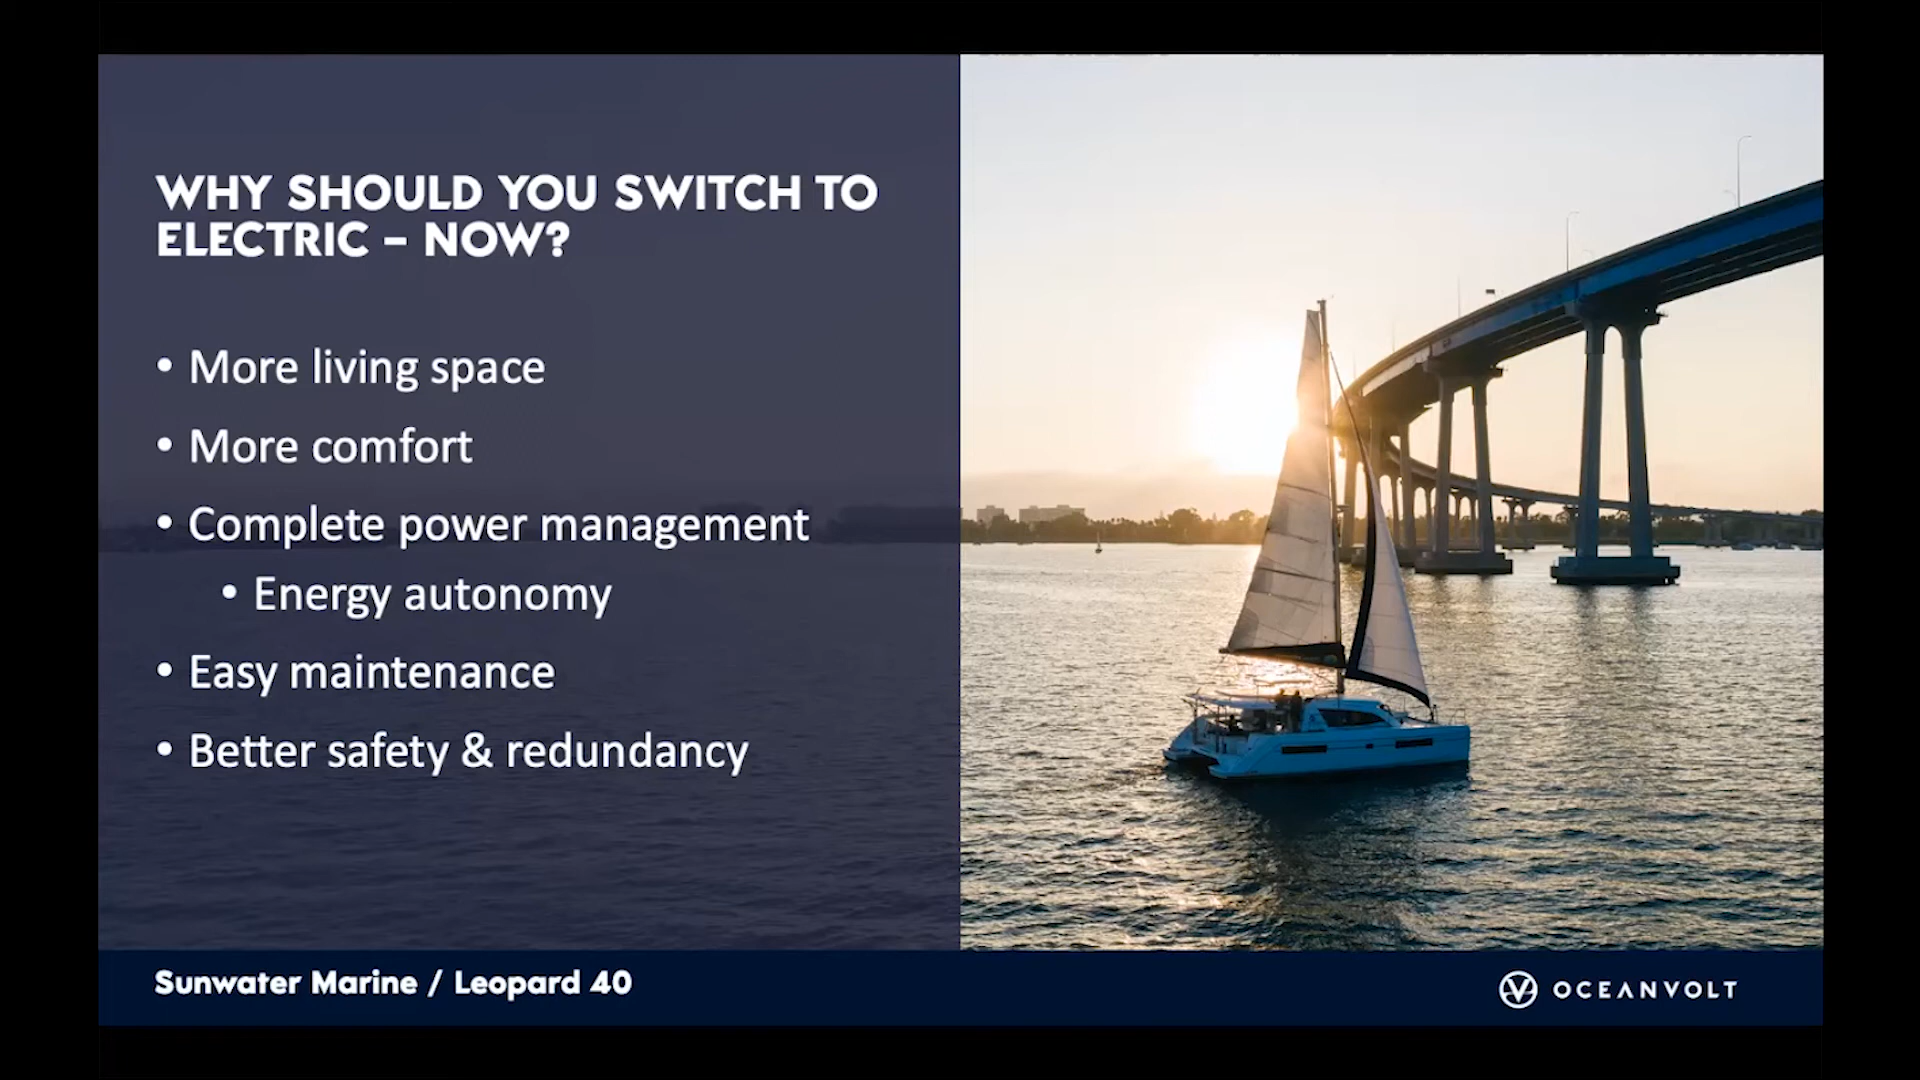 WHY SHOULD YOU SWITCH TO
ELECTRIC – NOW?
• More living space
• More comfort
• Complete power management
• Energy autonomy
• Easy maintenance
• Better safety & redundancy
Sunwater Marine / Leopard 40
OCEANVOLT